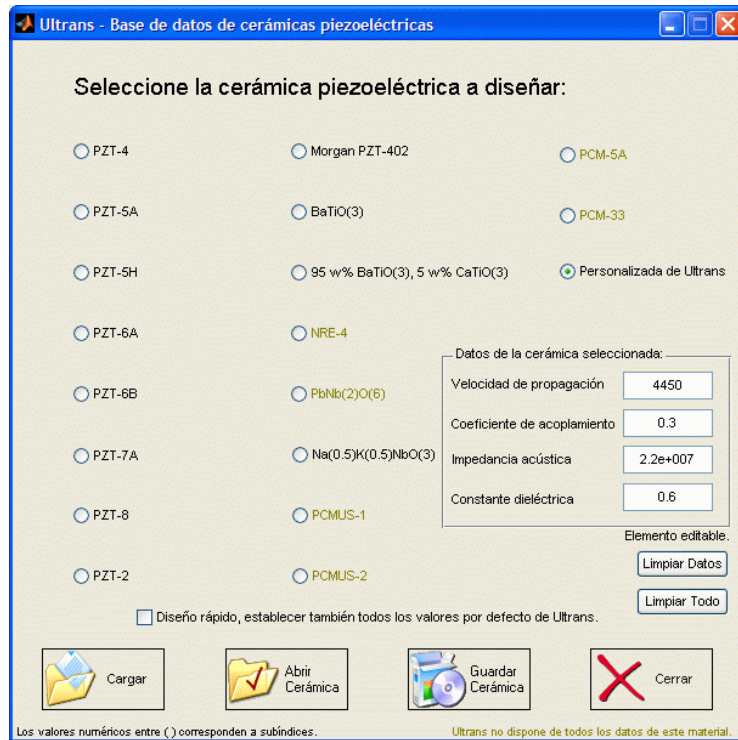 Ultrans - Base de datos de cerámicas piezoeléctricas
Seleccione la cerámica piezoeléctrica a diseñar:
PZT-4
Morgan PZT-402
PCM-5A
PZT-5A
BaTiO(3)
PCM-33
PZT-5H
95 w% BaTiO(3), 5 w% CaTiO(3)
Personalizada de Ultrans
PZT-6A
NRE-4
PZT-6B
PbNb(2)O(6)
PZT-7A
Na(0.5)K(0.5)NbO(3)
PZT-8
PCMUS-1
PZT-2
PCMUS-2
Datos de la cerámica seleccionada:
Velocidad de propagación 4450
Coeficiente de acoplamiento 0.3
Impedancia acústica 2.2e+007
Constante dieléctrica 0.6
Elemento editable.
Limpiar Datos
Limpiar Todo
Diseño rápido, establecer también todos los valores por defecto de Ultrans.
Cargar
Abrir
Cerámica
Guardar
Cerámica
Cerrar
Los valores numéricos entre ( ) corresponden a subíndices.
Ultrans no dispone de todos los datos de este material.